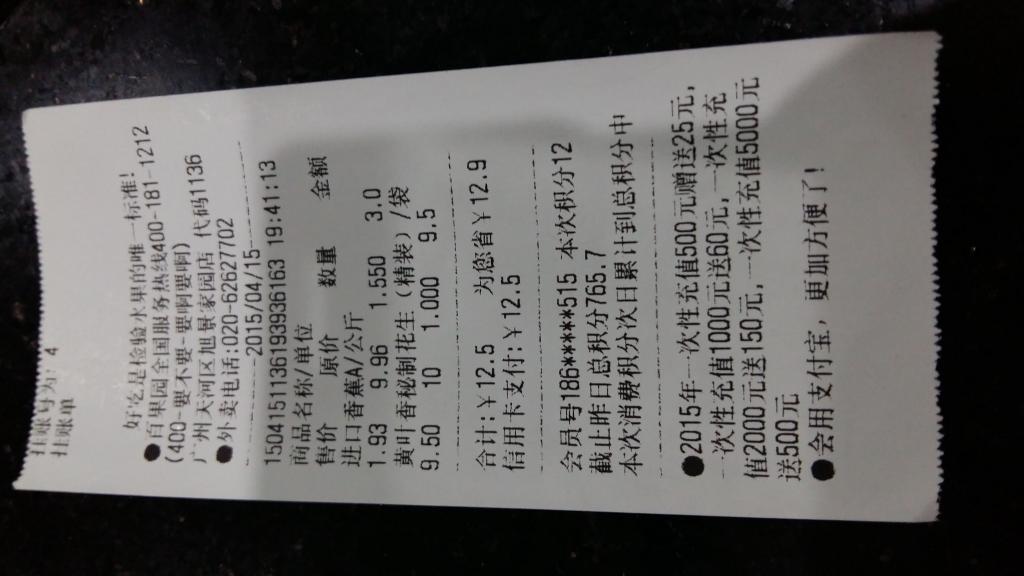 挂账号为: 4
挂账单
好吃是检验水果的唯一标准!
●百果园全国服务热线400-181-1212
(400-要不要-要啊要啊)
广州天河区旭景家园店 代码1136
●外卖电话:020-62627702
2015/04/15
150415113619393616319:41:13
商品名称/单位
售价 原价 数量 金额
进口香蕉A/公斤
1.93 9.96 1.550 3.0
黄叶香秘制花生(精装)/袋
9.50 10 1.000 9.5
合计:￥12.5 为您省￥12.9
信用卡支付:￥12.5
会员号186*****515 本次积分12
截止昨日总积分765.7
本次消费积分次日累计到总积分中
●2015年一次性充值500元赠送25元,
一次性充值1000元送60元,一次性充
值2000元送150元,一次性充值5000元
送500元
●会用支付宝,更加方便了!